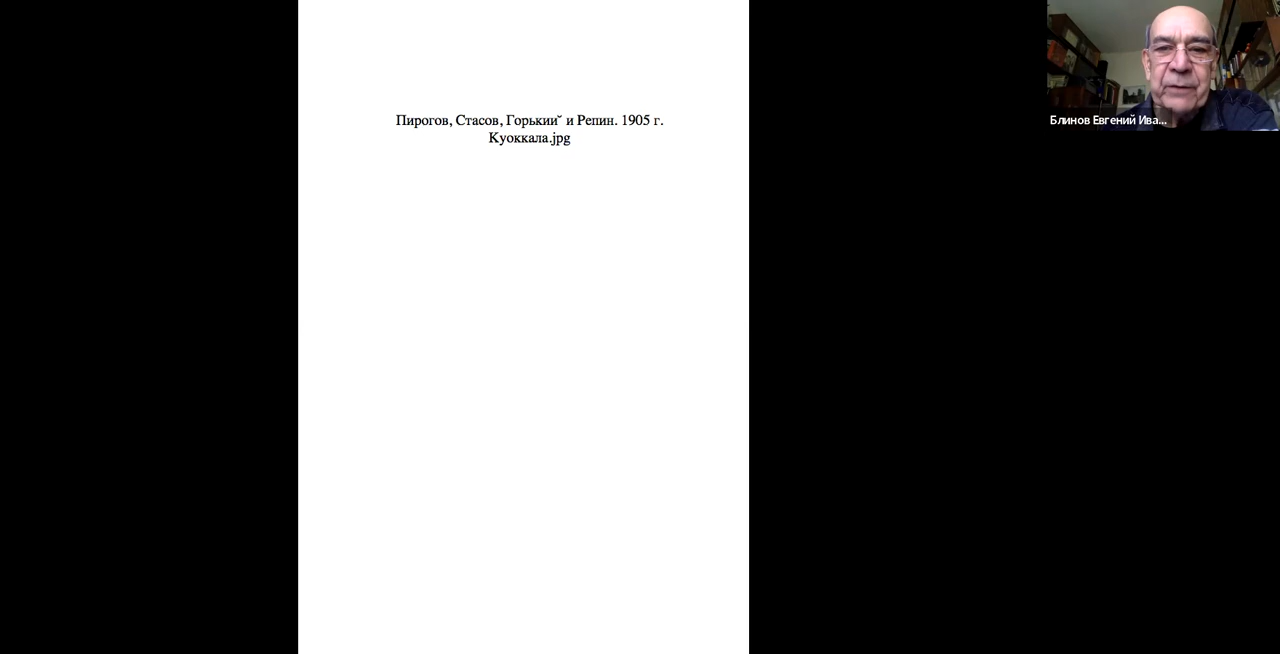 Пирогов, Стасов, Горький и Репин. 1905 г.
Куоккала.jpg
Блинов Евгений Ива...